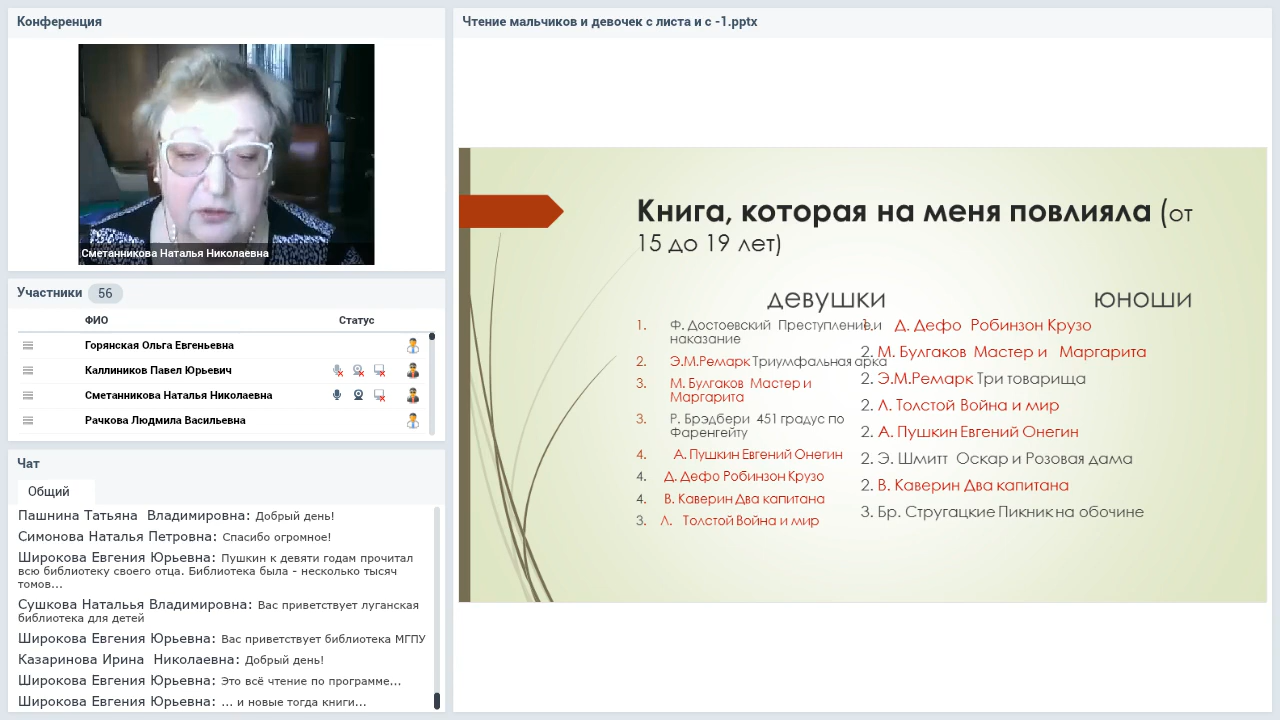 Конференция
Сметанникова Наталья Николаевна
Участники 56
ФИО Статус
Горянская Ольга Евгеньевна
Каллиников Павел Юрьевич
Сметанникова Наталья Николаевна
Рачкова Людмила Васильевна
Чат
Общий
Пашнина Татьяна Владимировна: Добрый день!
Симонова Наталья Петровна: Спасибо огромное!
Широкова Евгения Юрьевна: Пушкин к девяти годам прочитал
всю библиотеку своего отца. Библиотека была - несколько тысяч
томов...
Сушкова Наталья Владимировна: Вас приветствует луганская
библиотека для детей
Широкова Евгения Юрьевна: Вас приветствует библиотека МГПУ
Казаринова Ирина Николаевна: Добрый день!
Широкова Евгения Юрьевна: Это всё чтение по программе...
Широкова Евгения Юрьевна: ... и новые тогда книги...
Чтение мальчиков и девочек с листа и с -1.pptx
Книга, которая на меня повлияла (от
15 до 19 лет)
девушки
1. Ф. Достоевский Преступление и
наказание
2. Э.М.Ремарк Триумфальная арка
3. М. Булгаков Мастер и
Маргарита
3. Р. Брэдбери 451 градус по
Фаренгейту
4. А. Пушкин Евгений Онегин
4. Д. Дефо Робинзон Крузо
4. В. Каверин Два капитана
3. Л. Толстой Война и мир
юноши
1. Д. Дефо Робинзон Крузо
2. М. Булгаков Мастер и Маргарита
2. Э.М.Ремарк Три товарища
2. Л. Толстой Война и мир
2. А. Пушкин Евгений Онегин
2. Э. Шмитт Оскар и Розовая дама
2. В. Каверин Два капитана
3. Бр. Стругацкие Пикник на обочине